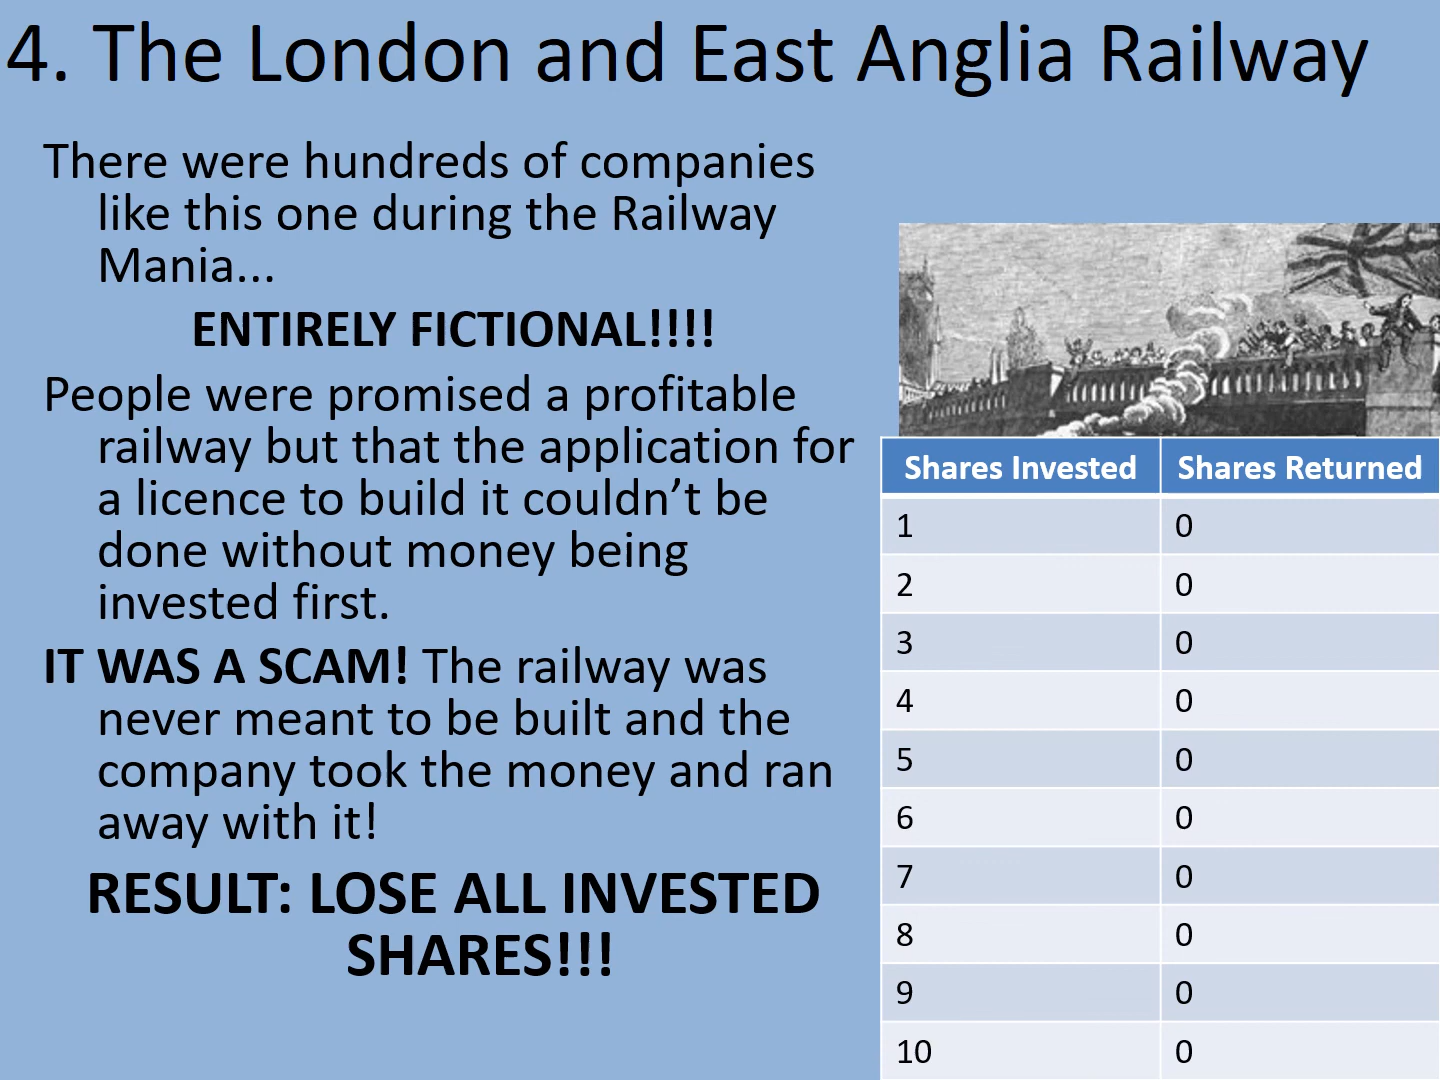 4. The London and East Anglia Railway
There were hundreds of companies
like this one during the Railway
Mania...
ENTIRELY FICTIONAL!!!!
People were promised a profitable
railway but that the application for
a licence to build it couldn’t be
done without money being
invested first.
IT WAS A SCAM! The railway was
never meant to be built and the
company took the money and ran
away with it!
RESULT: LOSE ALL INVESTED
SHARES!!!
Shares Invested Shares Returned
1 0
2 0
3 0
4 0
5 0
6 0
7 0
8 0
9 0
10 0